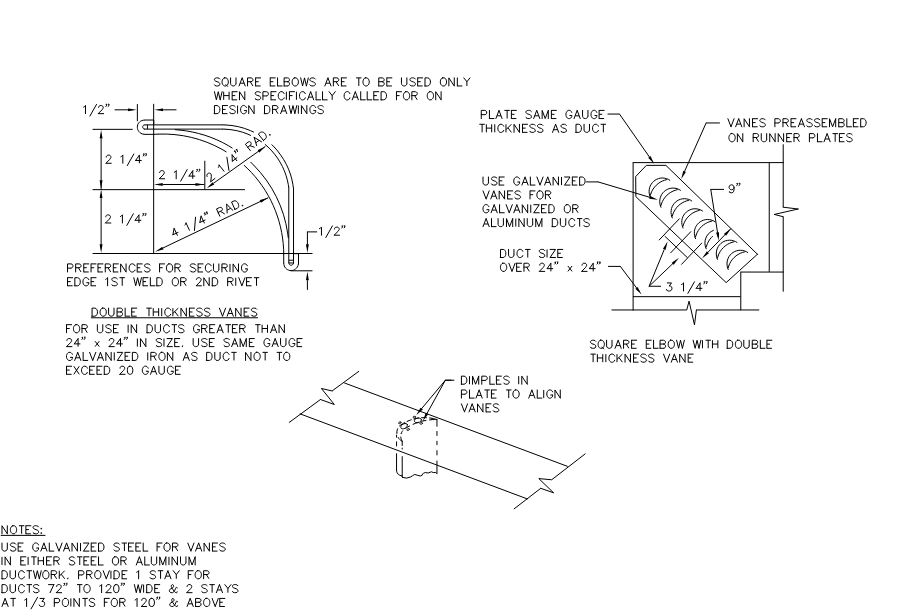 SQUARE ELBOWS ARE TO BE USED ONLY
WHEN SPECIFICALLY CALLED FOR ON
DESIGN DRAWINGS
1/2"
2 1/4"
2 1/4"
2 1/4" RAD.
2 1/4"
4 1/4" RAD.
1/2"
PREFERENCES FOR SECURING
EDGE 1ST WELD OR 2ND RIVET
DOUBLE THICKNESS VANES
FOR USE IN DUCTS GREATER THAN
24" x 24" IN SIZE. USE SAME GAUGE
GALVANIZED IRON AS DUCT NOT TO
EXCEED 20 GAUGE
PLATE SAME GAUGE
THICKNESS AS DUCT
VANES PREASSEMBLED
ON RUNNER PLATES
USE GALVANIZED
VANES FOR
GALVANIZED OR
ALUMINUM DUCTS
9"
DUCT SIZE
OVER 24" x 24"
3 1/4"
SQUARE ELBOW WITH DOUBLE
THICKNESS VANE
DIMPLES IN
PLATE TO ALIGN
VANES
NOTES:
USE GALVANIZED STEEL FOR VANES
IN EITHER STEEL OR ALUMINUM
DUCTWORK. PROVIDE 1 STAY FOR
DUCTS 72" TO 120" WIDE & 2 STAYS
AT 1/3 POINTS FOR 120" & ABOVE